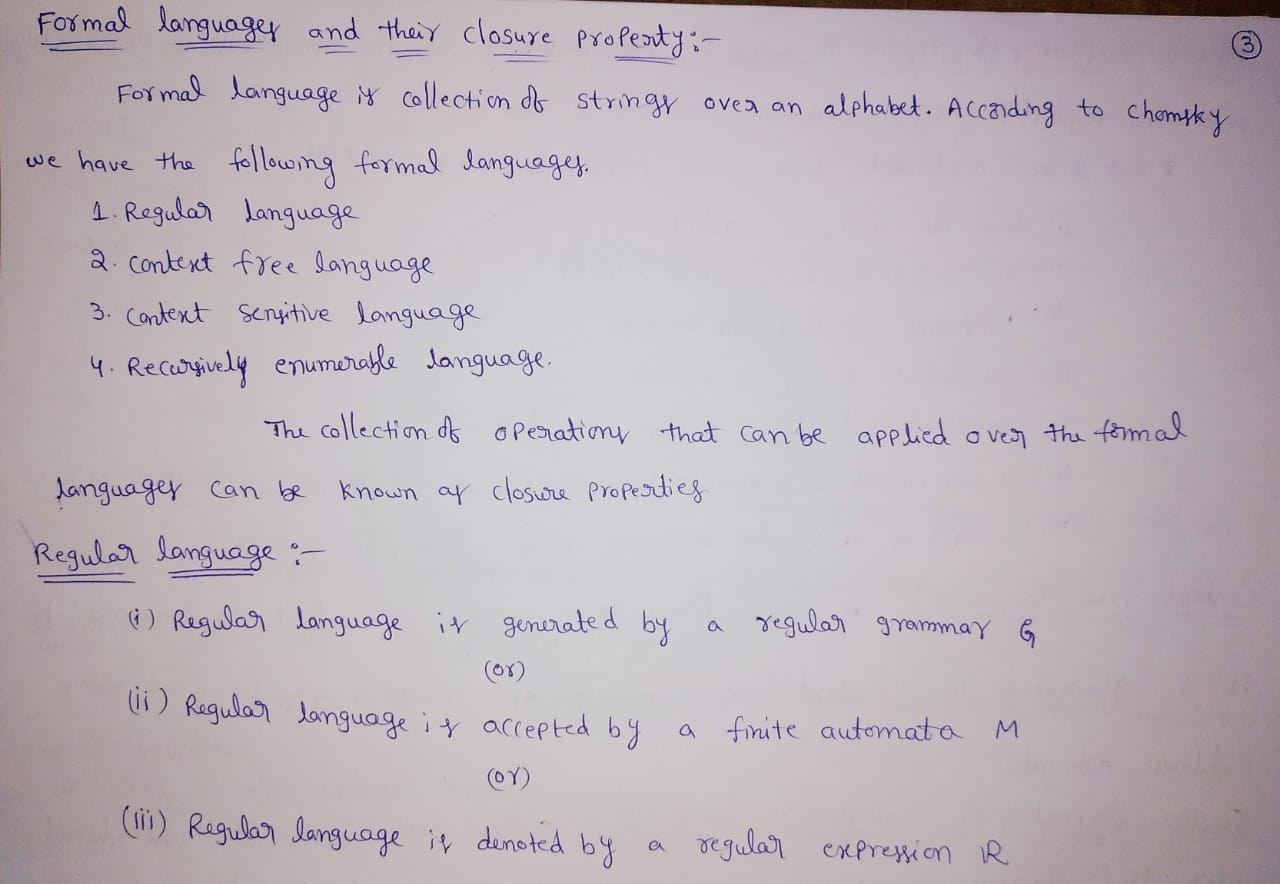 Formal languages and their closure property:-
3
Formal language is collection of strings over an alphabet. According to chomsky
we have the following formal languages.
1. Regular language
2. context free language
3. context sensitive language
4. Recursively enumerable language.
The collection of operations that can be applied over the formal
languages can be known as closure properties
Regular language :-
(i) Regular language is generated by a regular grammar G
(or)
(ii) Regular language is accepted by a finite automata M
(or)
(iii) Regular language is denoted by a regular expression R